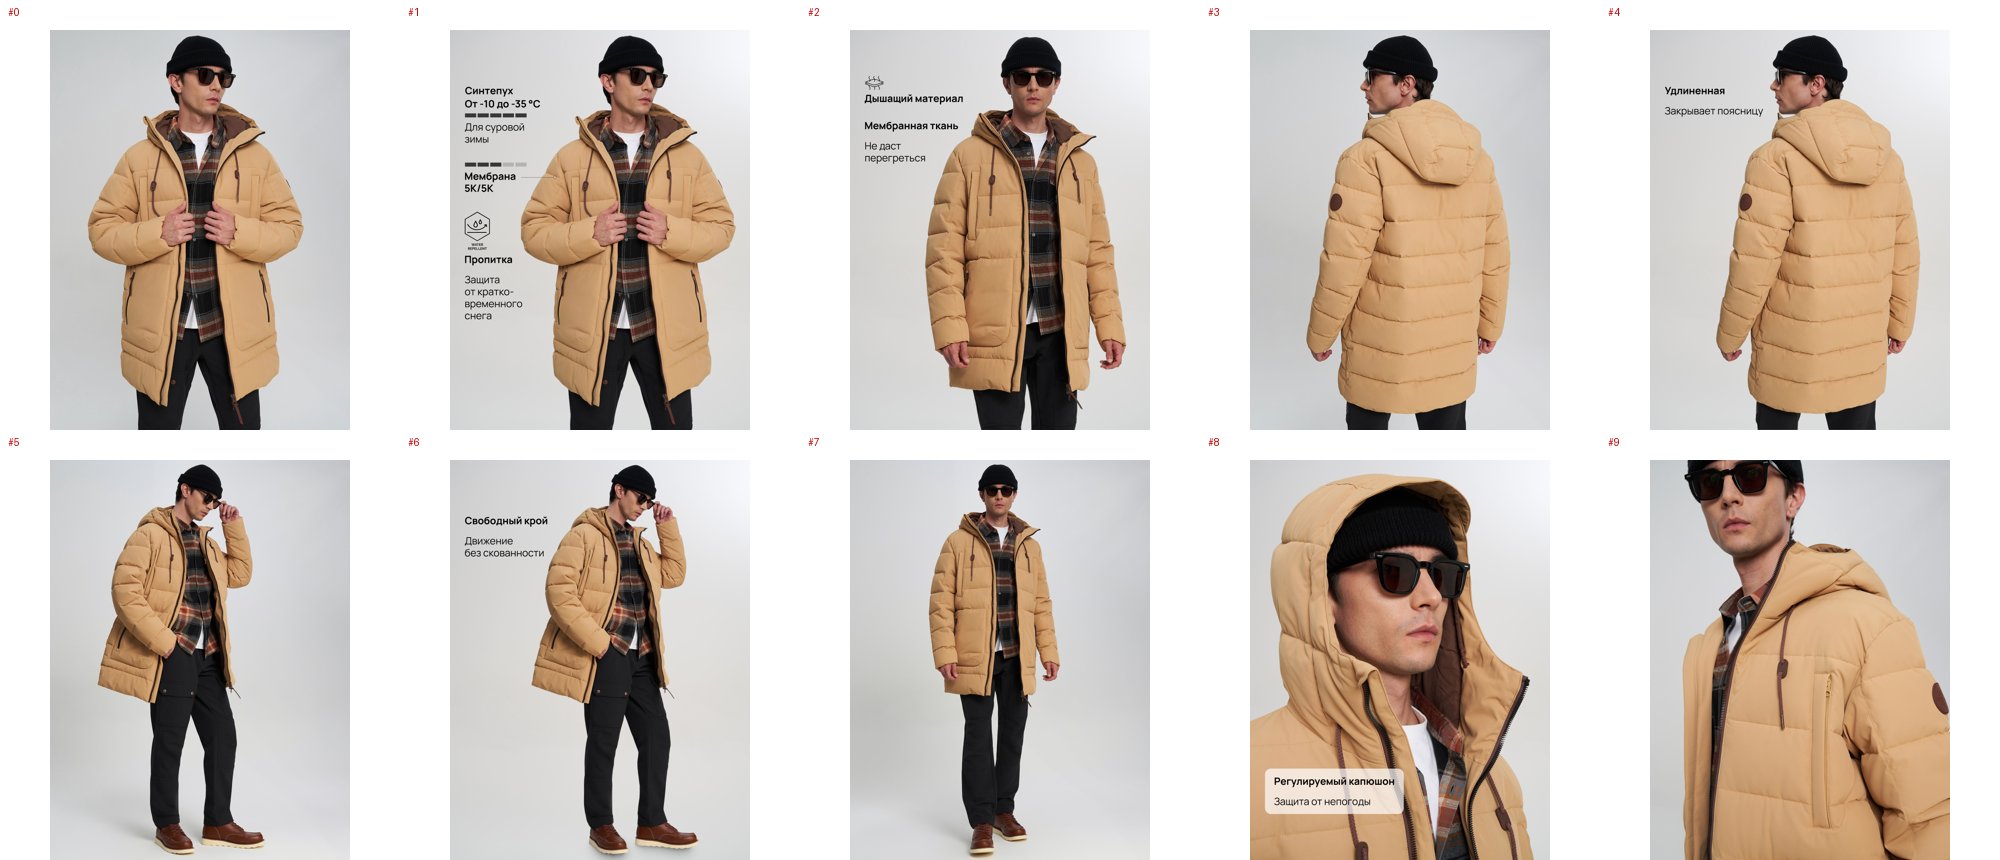 #0
#1
#2
#3
#4
Синтепух
От -10 до -35 °C
Для суровой
зимы
Мембрана
5K/5K
WATER
REPELLENT
Пропитка
Защита
от кратко-
временного
снега
Дышащий материал
Мембранная ткань
Не даст
перегреться
Удлиненная
Закрывает поясницу
#5
#6
#7
#8
#9
Свободный крой
Движение
без скованности
Регулируемый капюшон
Защита от непогоды